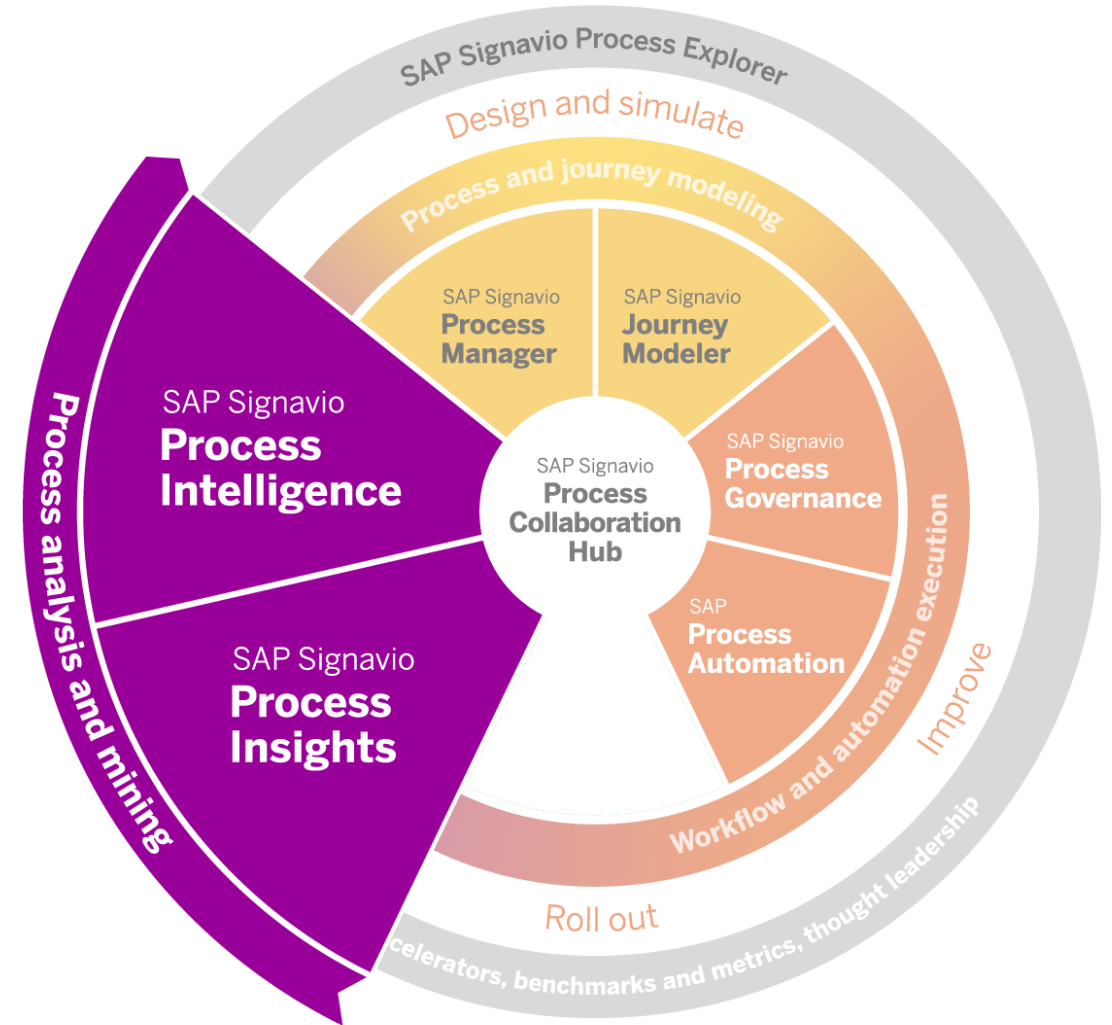 SAP Signavio Process Explorer
Design and simulate
Process and journey modeling
SAP Signavio
Process
Manager
SAP Signavio
Journey
Modeler
SAP Signavio
Process
Intelligence
SAP Signavio
Process
Governance
SAP Signavio
Process
Collaboration
Hub
SAP
Process
Automation
SAP Signavio
Process
Insights
Process analysis and mining
Workflow and automation execution
Improve
Roll out
celerators, benchmarks and metrics, thought leadership